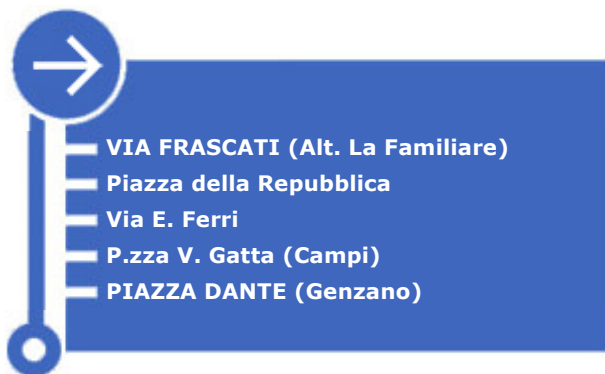 VIA FRASCATI (Alt. La Familiare)
Piazza della Repubblica
Via E. Ferri
P.zza V. Gatta (Campi)
PIAZZA DANTE (Genzano)